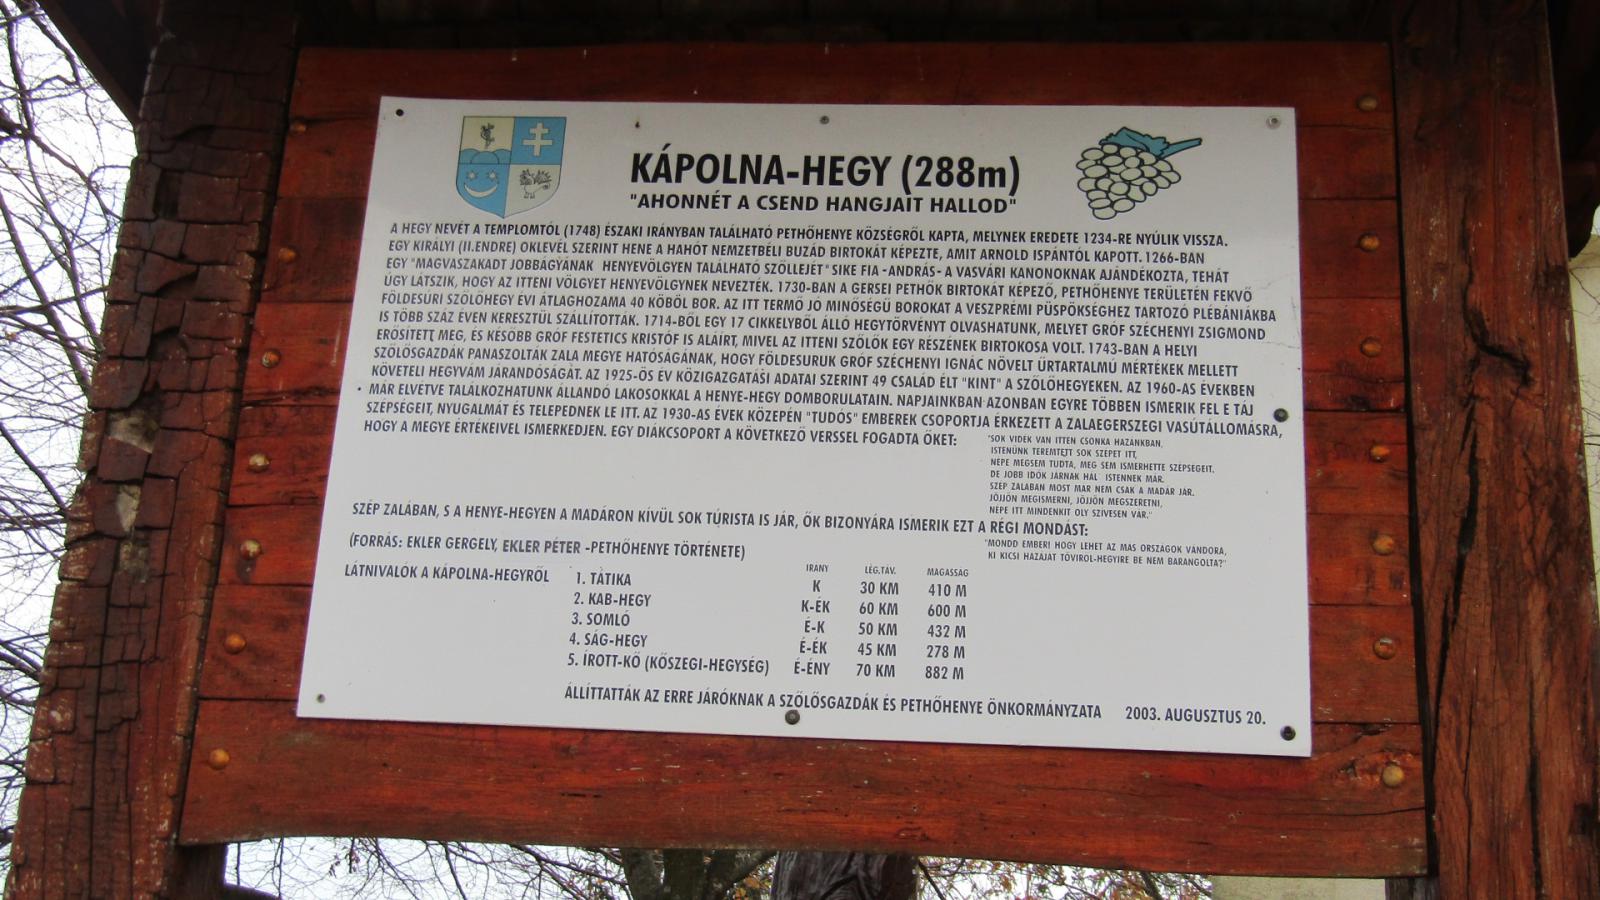 KÁPOLNA-HEGY (288m)
"AHONNÉT A CSEND HANGJAIT HALLOD"
A HEGY NEVÉT A TEMPLOMTÓL (1748) ÉSZAKI IRÁNYBAN TALÁLHATÓ PETHŐHENYE KÖZSÉGRŐL KAPTA, MELYNEK EREDETE 1234-RE NYÚLIK VISSZA.
EGY KIRÁLYI (II.ENDRE) OKLEVÉL SZERINT HENE A HAHÓT NEMZETBÉLI BUZÁD BIRTOKÁT KÉPEZTE, AMIT ARNOLD ISPÁNTÓL KAPOTT. 1266-BAN
EGY "MAGVASZAKADT JOBBÁGYÁNAK HENYEVÖLGYEN TALÁLHATÓ SZŐLLEJÉT" SIKE FIA -ANDRÁS- A VASVÁRI KANONOKNAK AJÁNDÉKOZTA, TEHÁT
ÚGY LÁTSZIK, HOGY AZ ITTENI VÖLGYET HENYEVÖLGYNEK NEVEZTÉK. 1730-BAN A GERSEI PETHŐK BIRTOKÁT KÉPEZŐ, PETHŐHENYE TERÜLETÉN FEKVŐ
FÖLDESÚRI SZŐLŐHEGY ÉVI ÁTLAGHOZAMA 40 KÖBÖL BOR. AZ ITT TERMŐ JÓ MINŐSÉGŰ BOROKAT A VESZPRÉMI PÜSPÖKSÉGHEZ TARTOZÓ PLÉBÁNIÁKBA
IS TÖBB SZÁZ ÉVEN KERESZTÜL SZÁLLÍTOTTÁK. 1714-BŐL EGY 17 CIKKELYBŐL ÁLLÓ HEGYTÖRVÉNYT OLVASHATUNK, MELYET GRÓF SZÉCHENYI ZSIGMOND
ERŐSÍTETT MEG, ÉS KÉSŐBB GRÓF FESTETICS KRISTÓF IS ALÁÍRT, MIVEL AZ ITTENI SZŐLŐK EGY RÉSZÉNEK BIRTOKOSA VOLT. 1743-BAN A HELYI
SZŐLŐSGAZDÁK PANASZOLTÁK ZALA MEGYE HATÓSÁGÁNAK, HOGY FÖLDESURUK GRÓF SZÉCHENYI IGNÁC NÖVELT ŰRTARTALMÚ MÉRTÉKEK MELLETT
KÖVETELI HEGYVÁM JÁRANDÓSÁGÁT. AZ 1925-ÖS ÉV KÖZIGAZGATÁSI ADATAI SZERINT 49 CSALÁD ÉLT "KINT" A SZŐLŐHEGYEKEN. AZ 1960-AS ÉVEKBEN
MÁR ELVÉTVE TALÁLKOZHATUNK ÁLLANDÓ LAKOSOKKAL A HENYE-HEGY DOMBORULATAIN. NAPJAINKBAN AZONBAN EGYRE TÖBBEN ISMERIK FEL E TÁJ
SZÉPSÉGEIT, NYUGALMÁT ÉS TELEPEDNEK LE ITT. AZ 1930-AS ÉVEK KÖZEPÉN "TUDÓS" EMBEREK CSOPORTJA ÉRKEZETT A ZALAEGERSZEGI VASÚTÁLLOMÁSRA,
HOGY A MEGYE ÉRTÉKEIVEL ISMERKEDJEN. EGY DIÁKCSOPORT A KÖVETKEZŐ VERSSEL FOGADTA ŐKET:
"SOK VIDÉK VAN ITTEN CSONKA HAZÁNKBAN,
ISTENÜNK TEREMTETT SOK SZÉPET ITT,
NÉPE MÉGSEM TUDTA, MÉG SEM ISMERHETTE SZÉPSÉGEIT.
DE JOBB IDŐK JÁRNAK HÁL ISTENNEK MÁR.
SZÉP ZALÁBAN MOST MÁR NEM CSAK A MADÁR JÁR.
JÖJJÖN MEGISMERNI, JÖJJÖN MEGSZERETNI,
NÉPE ITT MINDENKIT OLY SZÍVESEN VÁR."
SZÉP ZALÁBAN, S A HENYE-HEGYEN A MADÁRON KÍVÜL SOK TÚRISTA IS JÁR, ŐK BIZONYÁRA ISMERIK EZT A RÉGI MONDÁST:
"MONDD EMBER! HOGY LEHET AZ MÁS ORSZÁGOK VÁNDORA,
KI KICSI HAZÁJÁT TÖVIRŐL-HEGYIRE BE NEM BARANGOLTA?"
(FORRÁS: EKLER GERGELY, EKLER PÉTER -PETHŐHENYE TÖRTÉNETE)
LÁTNIVALÓK A KÁPOLNA-HEGYRŐL
IRÁNY LÉG.TÁV. MAGASSÁG
1. TÁTIKA K 30 KM 410 M
2. KAB-HEGY K-ÉK 60 KM 600 M
3. SOMLÓ É-K 50 KM 432 M
4. SÁG-HEGY É-ÉK 45 KM 278 M
5. ÍROTT-KŐ (KŐSZEGI-HEGYSÉG) É-ÉNY 70 KM 882 M
ÁLLÍTTATTÁK AZ ERRE JÁRÓKNAK A SZŐLŐSGAZDÁK ÉS PETHŐHENYE ÖNKORMÁNYZATA 2003. AUGUSZTUS 20.